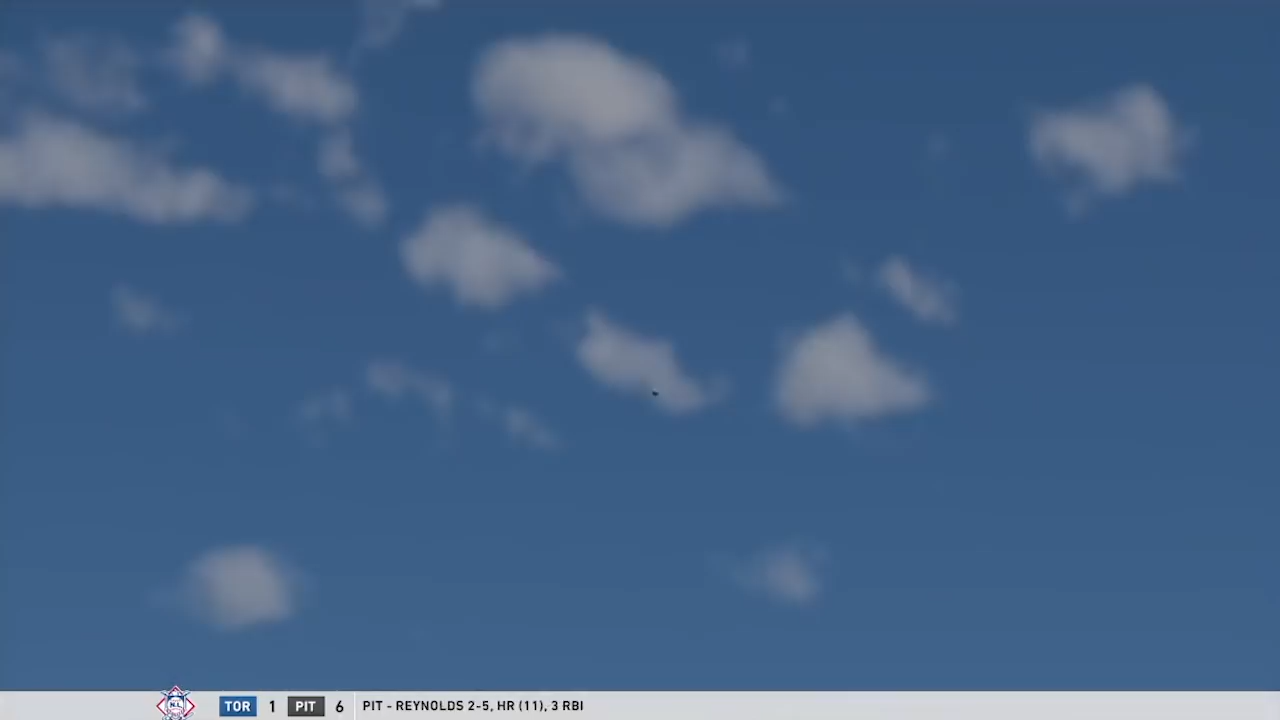 N.L. TOR 1 PIT 6 PIT - REYNOLDS 2-5, HR (11), 3 RBI